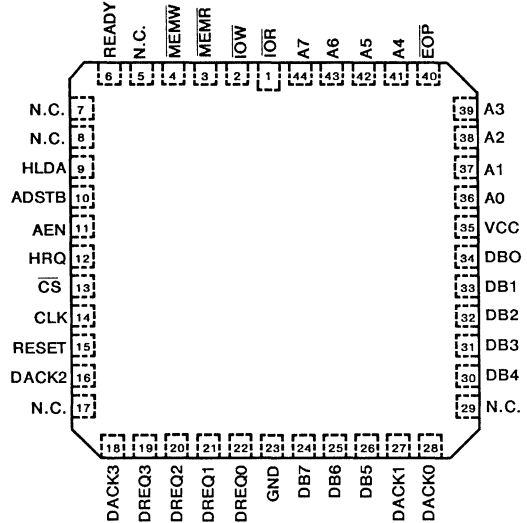 READY
N.C.
MEMW
MEMR
IOW
IOR
A7
A6
A5
A4
EOP
6 5 4 3 2 1 44 43 42 41 40
N.C. 7
N.C. 8
HLDA 9
ADSTB 10
AEN 11
HRQ 12
CS 13
CLK 14
RESET 15
DACK2 16
N.C. 17
39 A3
38 A2
37 A1
36 A0
35 VCC
34 DBO
33 DB1
32 DB2
31 DB3
30 DB4
29 N.C.
18 19 20 21 22 23 24 25 26 27 28
DACK3
DREQ3
DREQ2
DREQ1
DREQ0
GND
DB7
DB6
DB5
DACK1
DACK0